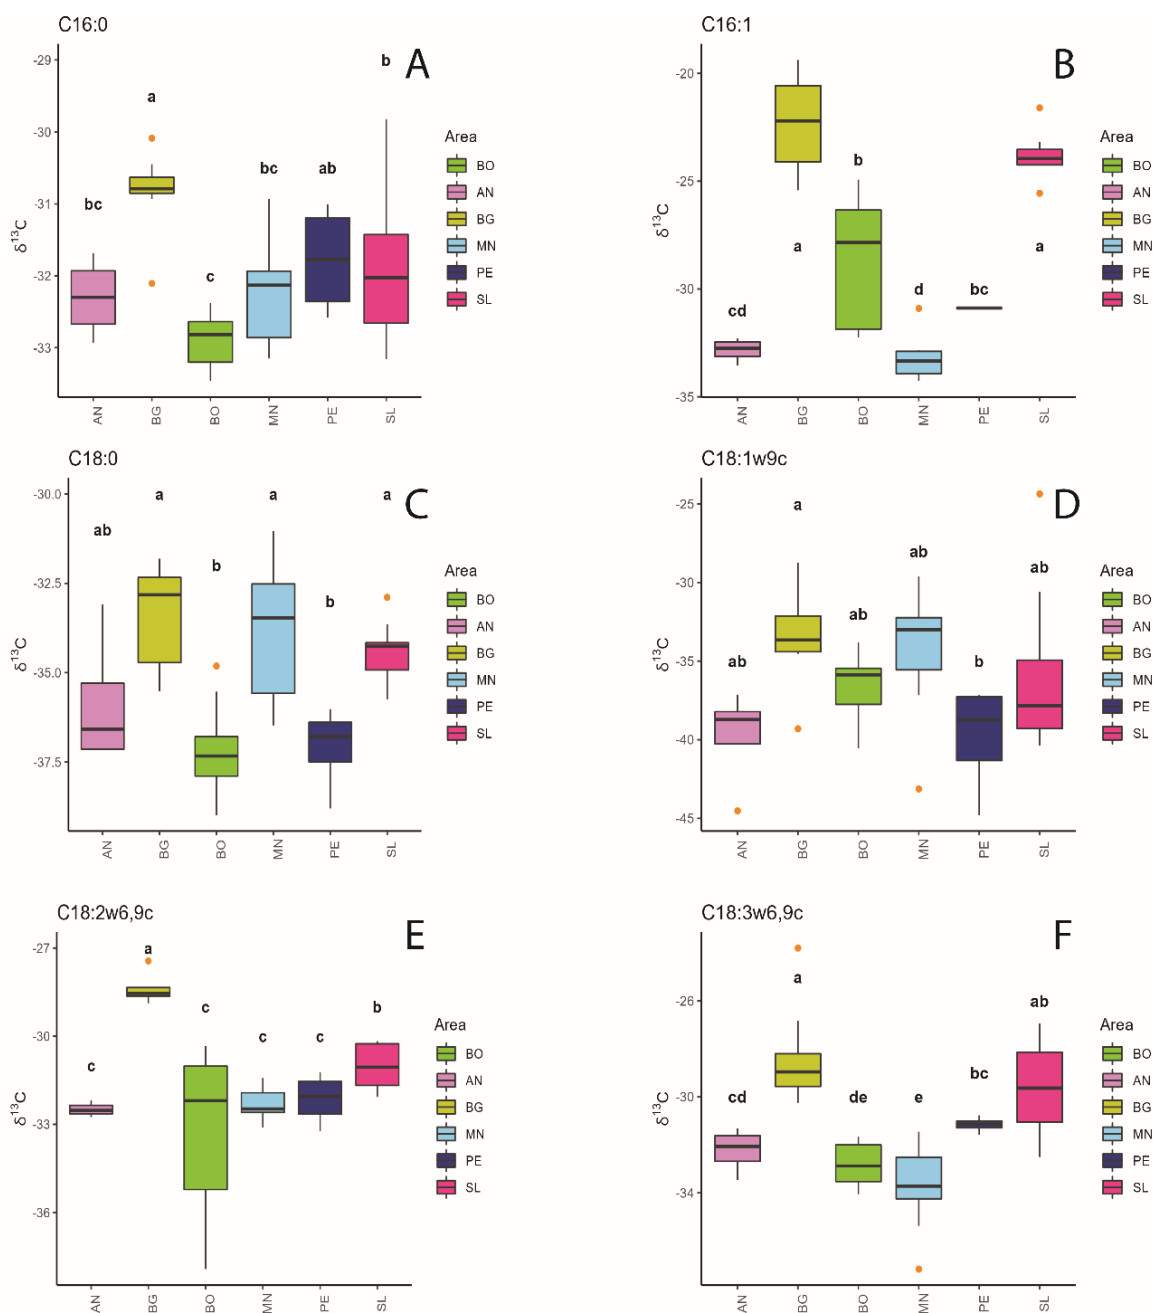 C16:0
A
-29
-30
-31
-32
-33
δ13C
bc
a
c
bc
ab
b
AN
BG
BO
MN
PE
SL
Area
BO
AN
BG
MN
PE
SL
C16:1
B
-20
-25
-30
-35
δ13C
cd
a
b
d
bc
a
AN
BG
BO
MN
PE
SL
Area
BO
AN
BG
MN
PE
SL
C18:0
C
-30.0
-32.5
-35.0
-37.5
δ13C
ab
a
b
a
b
a
AN
BG
BO
MN
PE
SL
Area
BO
AN
BG
MN
PE
SL
C18:1w9c
D
-25
-30
-35
-40
-45
δ13C
ab
a
ab
ab
b
ab
AN
BG
BO
MN
PE
SL
Area
BO
AN
BG
MN
PE
SL
C18:2w6,9c
E
-27
-30
-33
-36
δ13C
c
a
c
c
c
b
AN
BG
BO
MN
PE
SL
Area
BO
AN
BG
MN
PE
SL
C18:3w6,9c
F
-26
-30
-34
δ13C
cd
a
de
e
bc
ab
AN
BG
BO
MN
PE
SL
Area
BO
AN
BG
MN
PE
SL